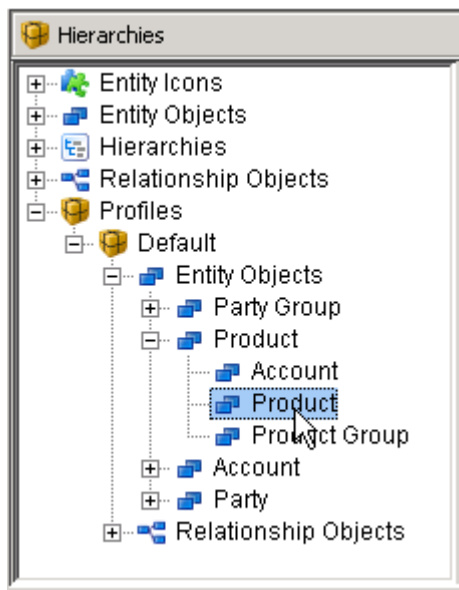 Hierarchies
Entity Icons
Entity Objects
Hierarchies
Relationship Objects
Profiles
Default
Entity Objects
Party Group
Product
Account
Product
Product Group
Account
Party
Relationship Objects